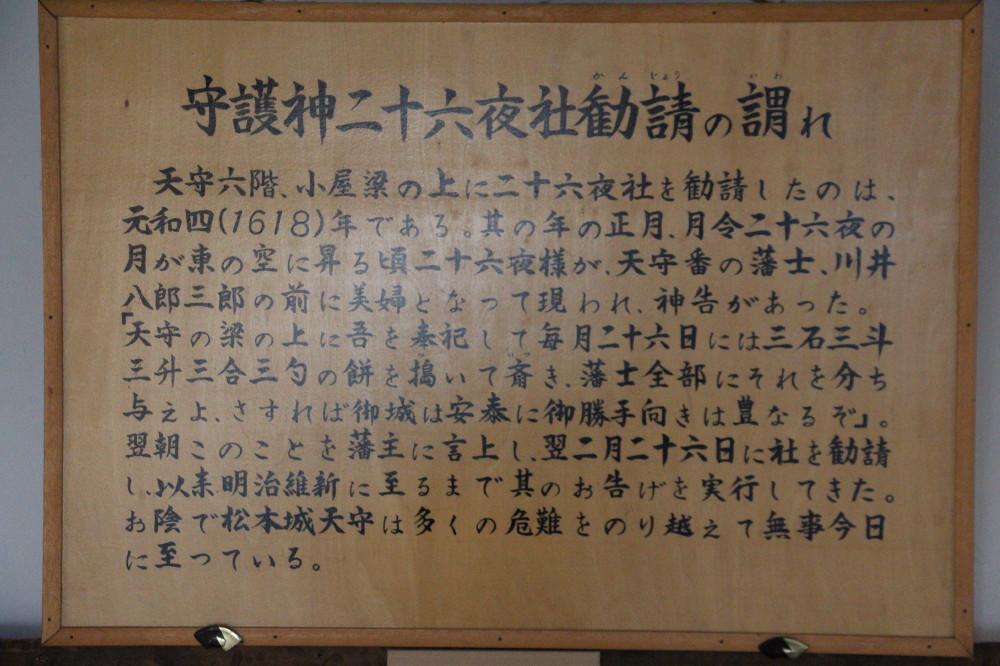 守護神二十六夜社勧請の謂れ
天守六階、小屋梁の上に二十六夜社を勧請したのは、
元和四(1618)年である。其の年の正月、月令二十六夜の
月が東の空に昇る頃二十六夜様が、天守番の藩士、川井
八郎三郎の前に美婦となって現われ、神告があった。
「天守の梁の上に吾を奉祀して毎月二十六日には三石三斗
三升三合三勺の餅を搗いて斎き、藩士全部にそれを分ち
与えよ、さすれば御城は安泰に御勝手向きは豊なるぞ」。
翌朝このことを藩主に言上し、翌二月二十六日に社を勧請
し、以来明治維新に至るまで其のお告げを実行してきた。
お陰で松本城天守は多くの危難をのり越えて無事今日
に至っている。